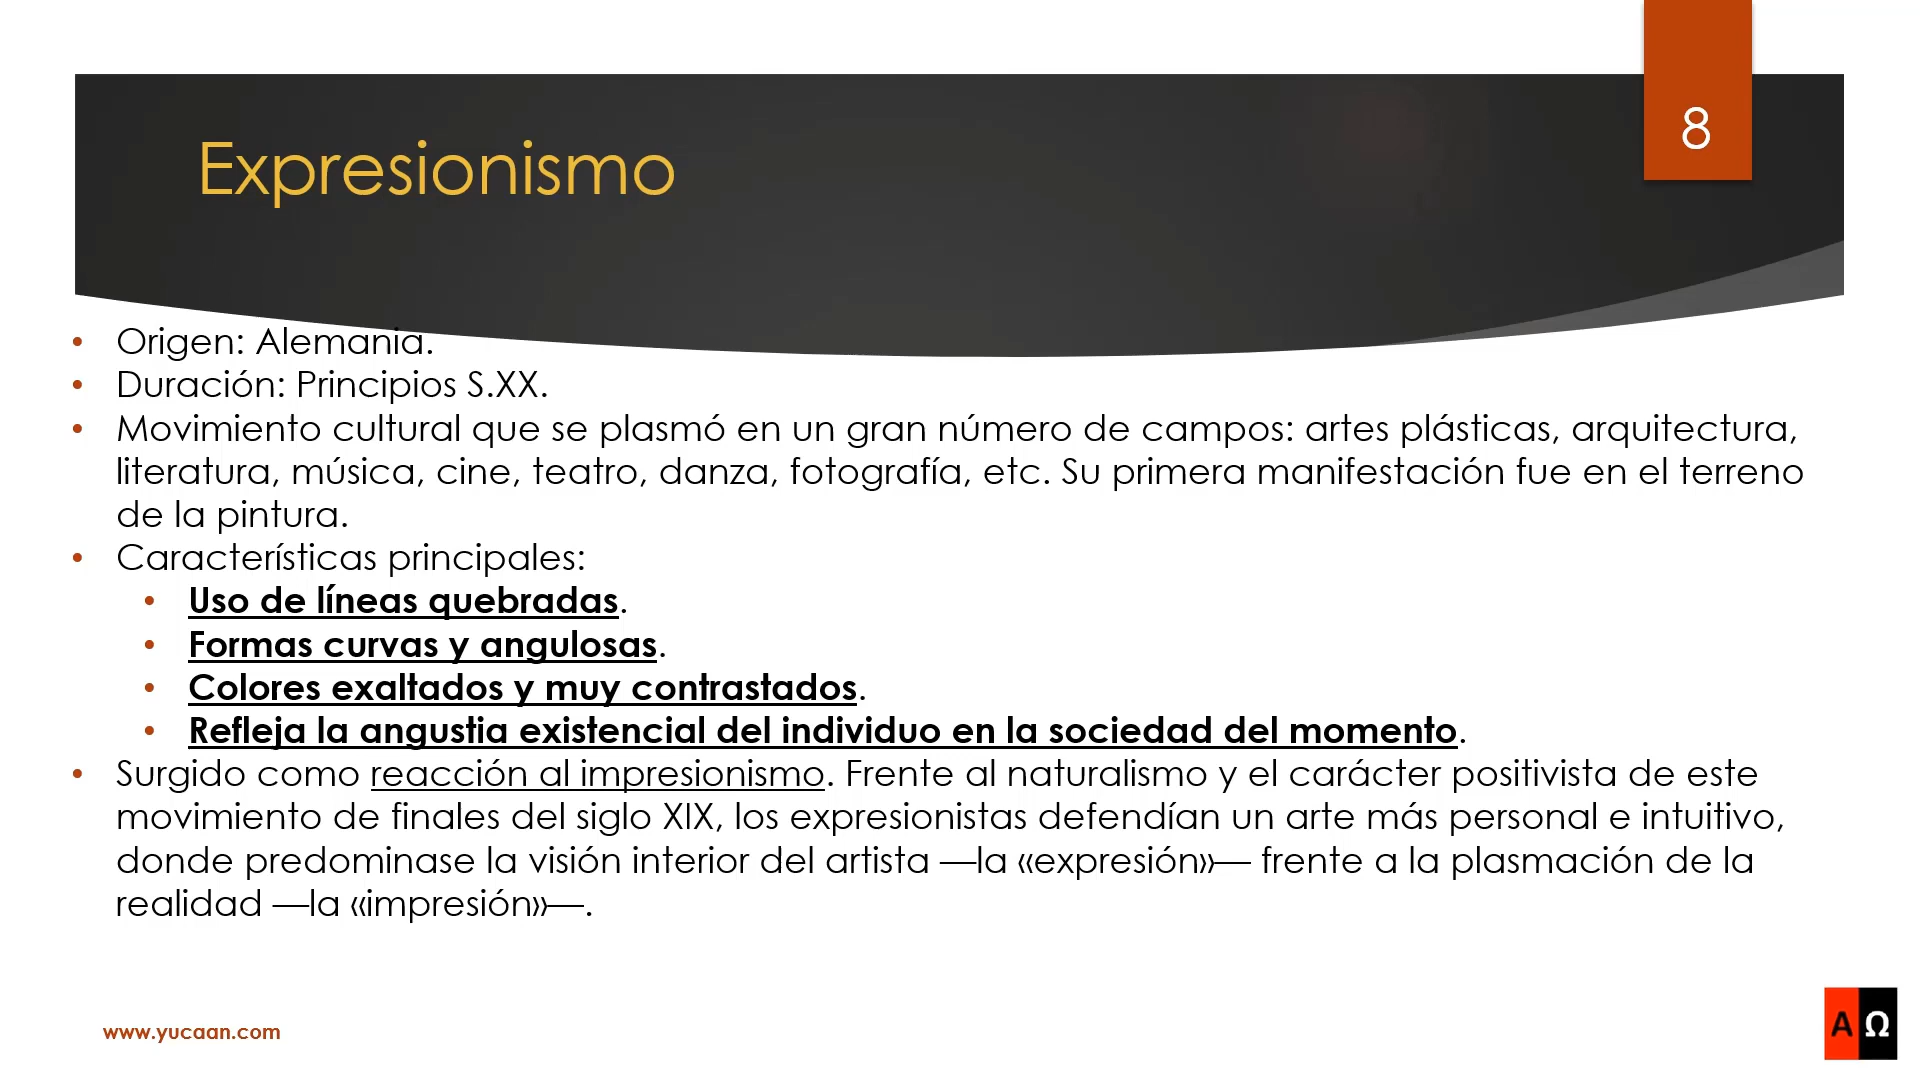 8
Expresionismo
• Origen: Alemania.
• Duración: Principios S.XX.
• Movimiento cultural que se plasmó en un gran número de campos: artes plásticas, arquitectura,
literatura, música, cine, teatro, danza, fotografía, etc. Su primera manifestación fue en el terreno
de la pintura.
• Características principales:
• Uso de líneas quebradas.
• Formas curvas y angulosas.
• Colores exaltados y muy contrastados.
• Refleja la angustia existencial del individuo en la sociedad del momento.
• Surgido como reacción al impresionismo. Frente al naturalismo y el carácter positivista de este
movimiento de finales del siglo XIX, los expresionistas defendían un arte más personal e intuitivo,
donde predominase la visión interior del artista —la «expresión»— frente a la plasmación de la
realidad —la «impresión»—.
www.yucaan.com
ΑΩ